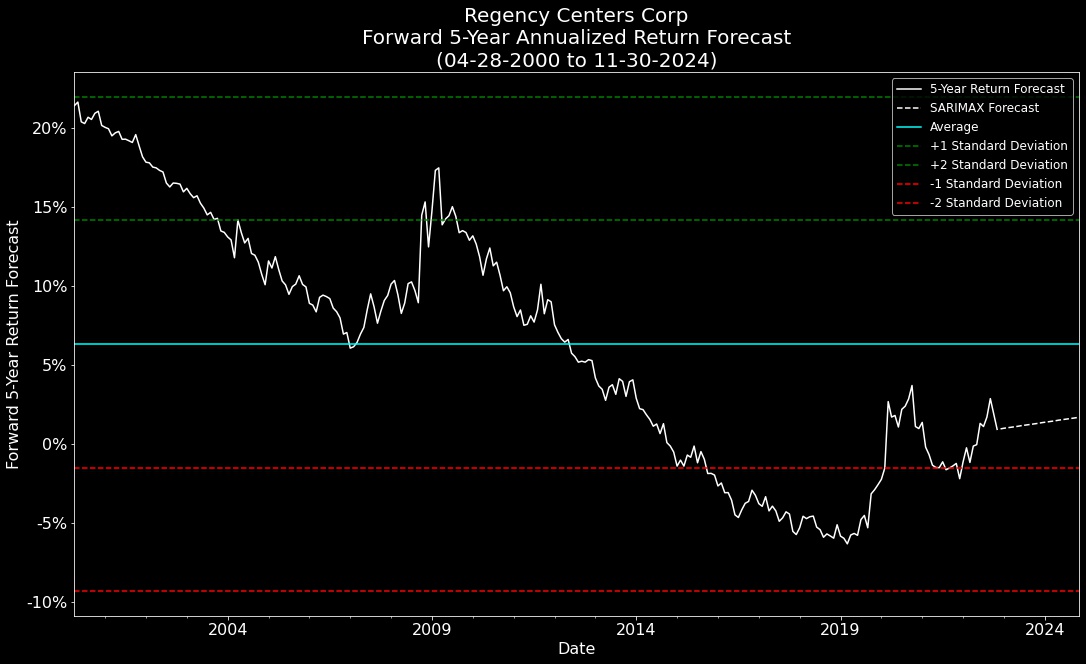 Regency Centers Corp
Forward 5-Year Annualized Return Forecast
(04-28-2000 to 11-30-2024)
5-Year Return Forecast
SARIMAX Forecast
Average
+1 Standard Deviation
+2 Standard Deviation
-1 Standard Deviation
-2 Standard Deviation
Forward 5-Year Return Forecast
20%
15%
10%
5%
0%
-5%
-10%
2004
2009
2014
2019
2024
Date